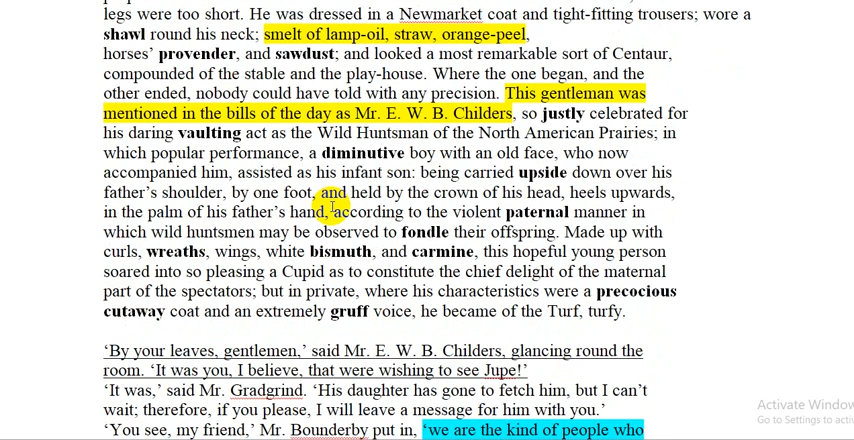 legs were too short. He was dressed in a Newmarket coat and tight-fitting trousers; wore a
shawl round his neck; smelt of lamp-oil, straw, orange-peel,
horses’ provender, and sawdust; and looked a most remarkable sort of Centaur,
compounded of the stable and the play-house. Where the one began, and the
other ended, nobody could have told with any precision. This gentleman was
mentioned in the bills of the day as Mr. E. W. B. Childers, so justly celebrated for
his daring vaulting act as the Wild Huntsman of the North American Prairies; in
which popular performance, a diminutive boy with an old face, who now
accompanied him, assisted as his infant son: being carried upside down over his
father’s shoulder, by one foot, and held by the crown of his head, heels upwards,
in the palm of his father’s hand, according to the violent paternal manner in
which wild huntsmen may be observed to fondle their offspring. Made up with
curls, wreaths, wings, white bismuth, and carmine, this hopeful young person
soared into so pleasing a Cupid as to constitute the chief delight of the maternal
part of the spectators; but in private, where his characteristics were a precocious
cutaway coat and an extremely gruff voice, he became of the Turf, turfy.
‘By your leaves, gentlemen,’ said Mr. E. W. B. Childers, glancing round the
room. ‘It was you, I believe, that were wishing to see Jupe!’
‘It was,’ said Mr. Gradgrind. ‘His daughter has gone to fetch him, but I can’t
wait; therefore, if you please, I will leave a message for him with you.’
‘You see, my friend,’ Mr. Bounderby put in, ‘we are the kind of people who
Activate Window
Go to Settings to activ